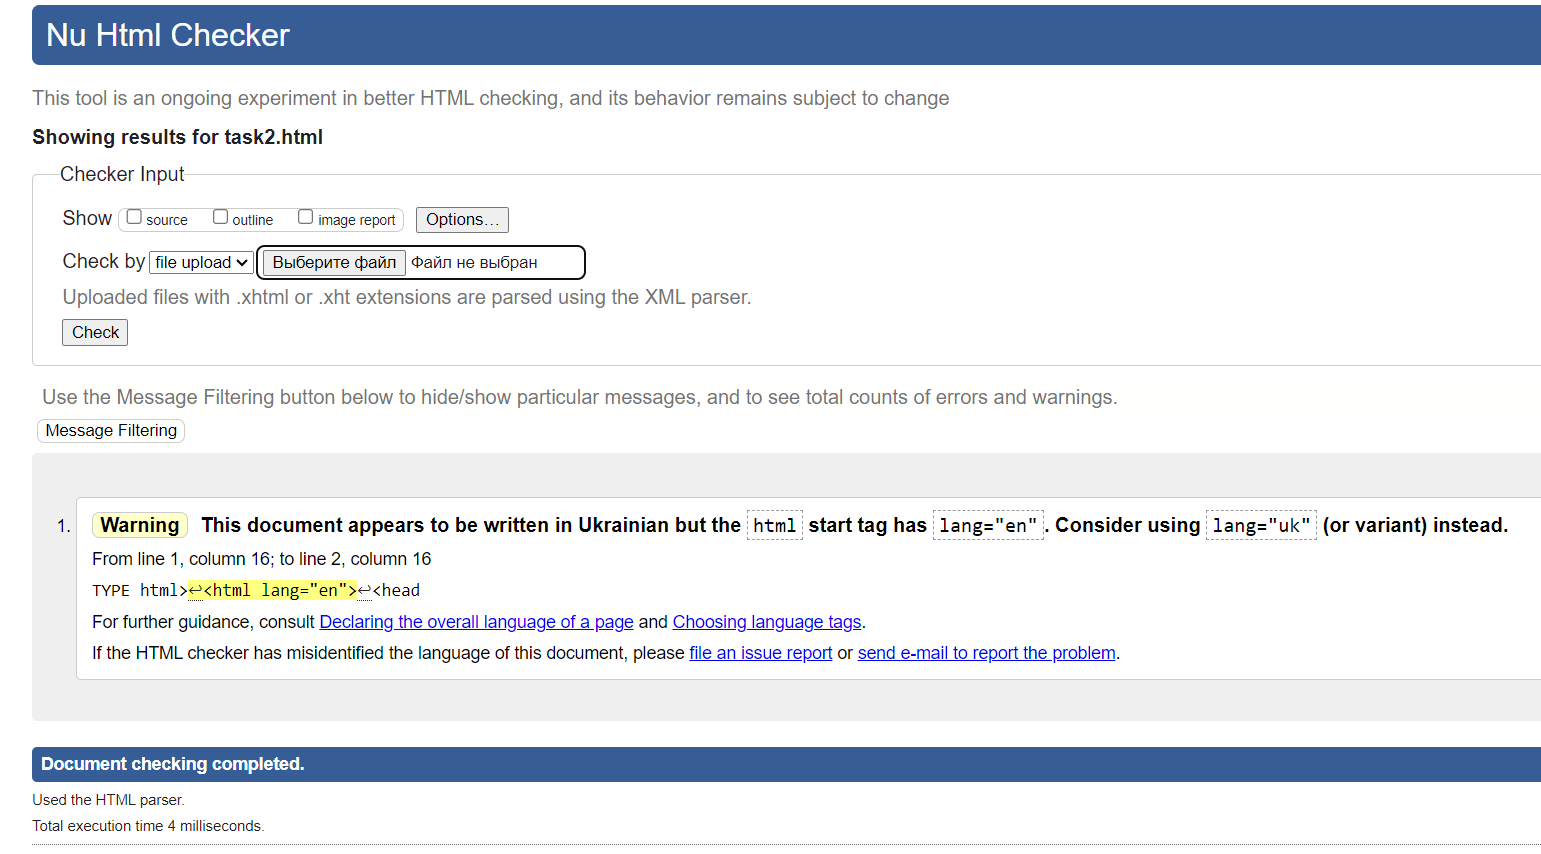 Nu Html Checker
This tool is an ongoing experiment in better HTML checking, and its behavior remains subject to change
Showing results for task2.html
Checker Input
Show source outline image report Options...
Check by file upload Выберите файл Файл не выбран
Uploaded files with .xhtml or .xht extensions are parsed using the XML parser.
Check
Use the Message Filtering button below to hide/show particular messages, and to see total counts of errors and warnings.
Message Filtering
1. Warning This document appears to be written in Ukrainian but the html start tag has lang="en". Consider using lang="uk" (or variant) instead.
From line 1, column 16; to line 2, column 16
TYPE html>↩<html lang="en">↩<head
For further guidance, consult Declaring the overall language of a page and Choosing language tags.
If the HTML checker has misidentified the language of this document, please file an issue report or send e-mail to report the problem.
Document checking completed.
Used the HTML parser.
Total execution time 4 milliseconds.